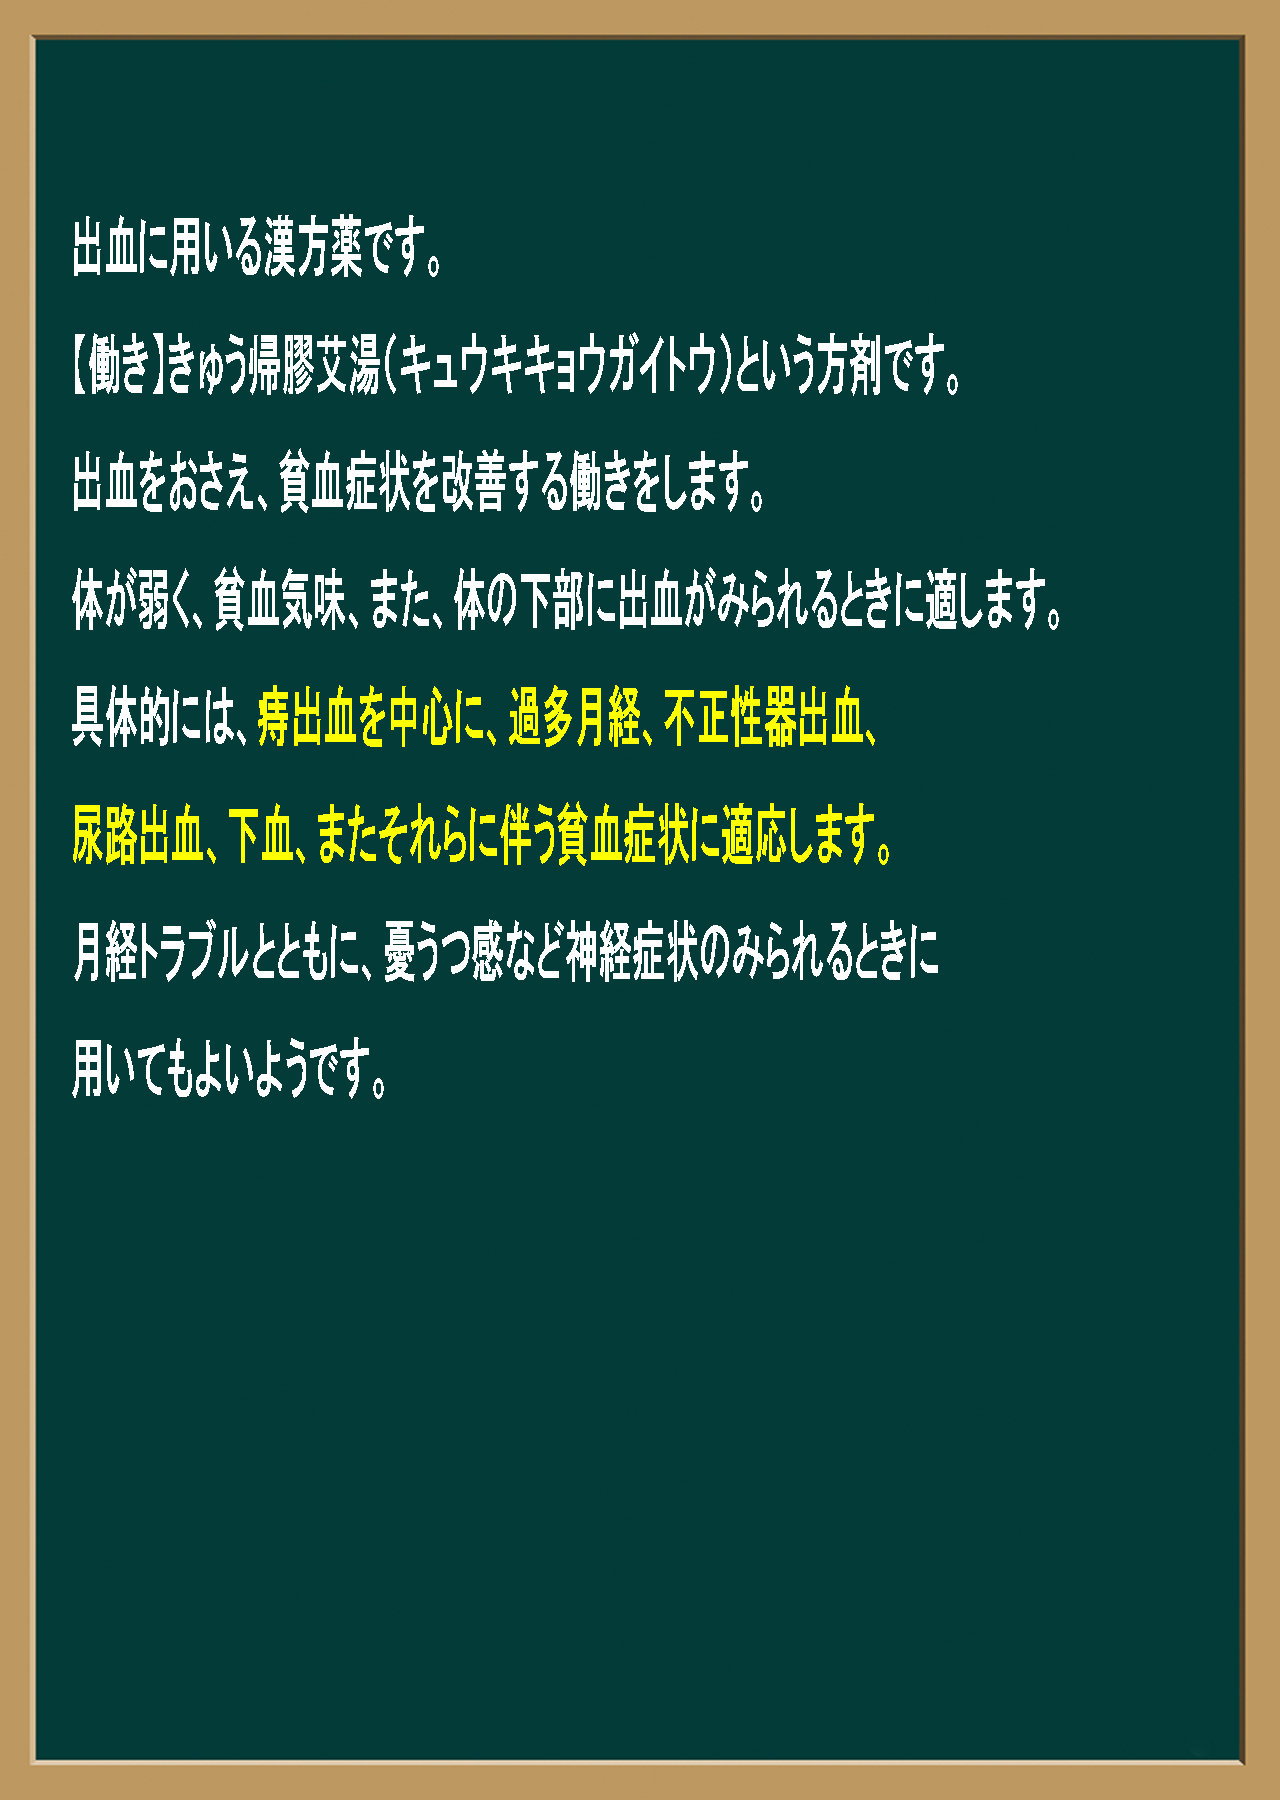 出血に用いる漢方薬です。
【働き】きゅう帰膠艾湯（キュウキキョウガイトウ）という方剤です。
出血をおさえ、貧血症状を改善する働きをします。
体が弱く、貧血気味、また、体の下部に出血がみられるときに適します。
具体的には、痔出血を中心に、過多月経、不正性器出血、
尿路出血、下血、またそれらに伴う貧血症状に適応します。
月経トラブルとともに、憂うつ感など神経症状のみられるときに
用いてもよいようです。